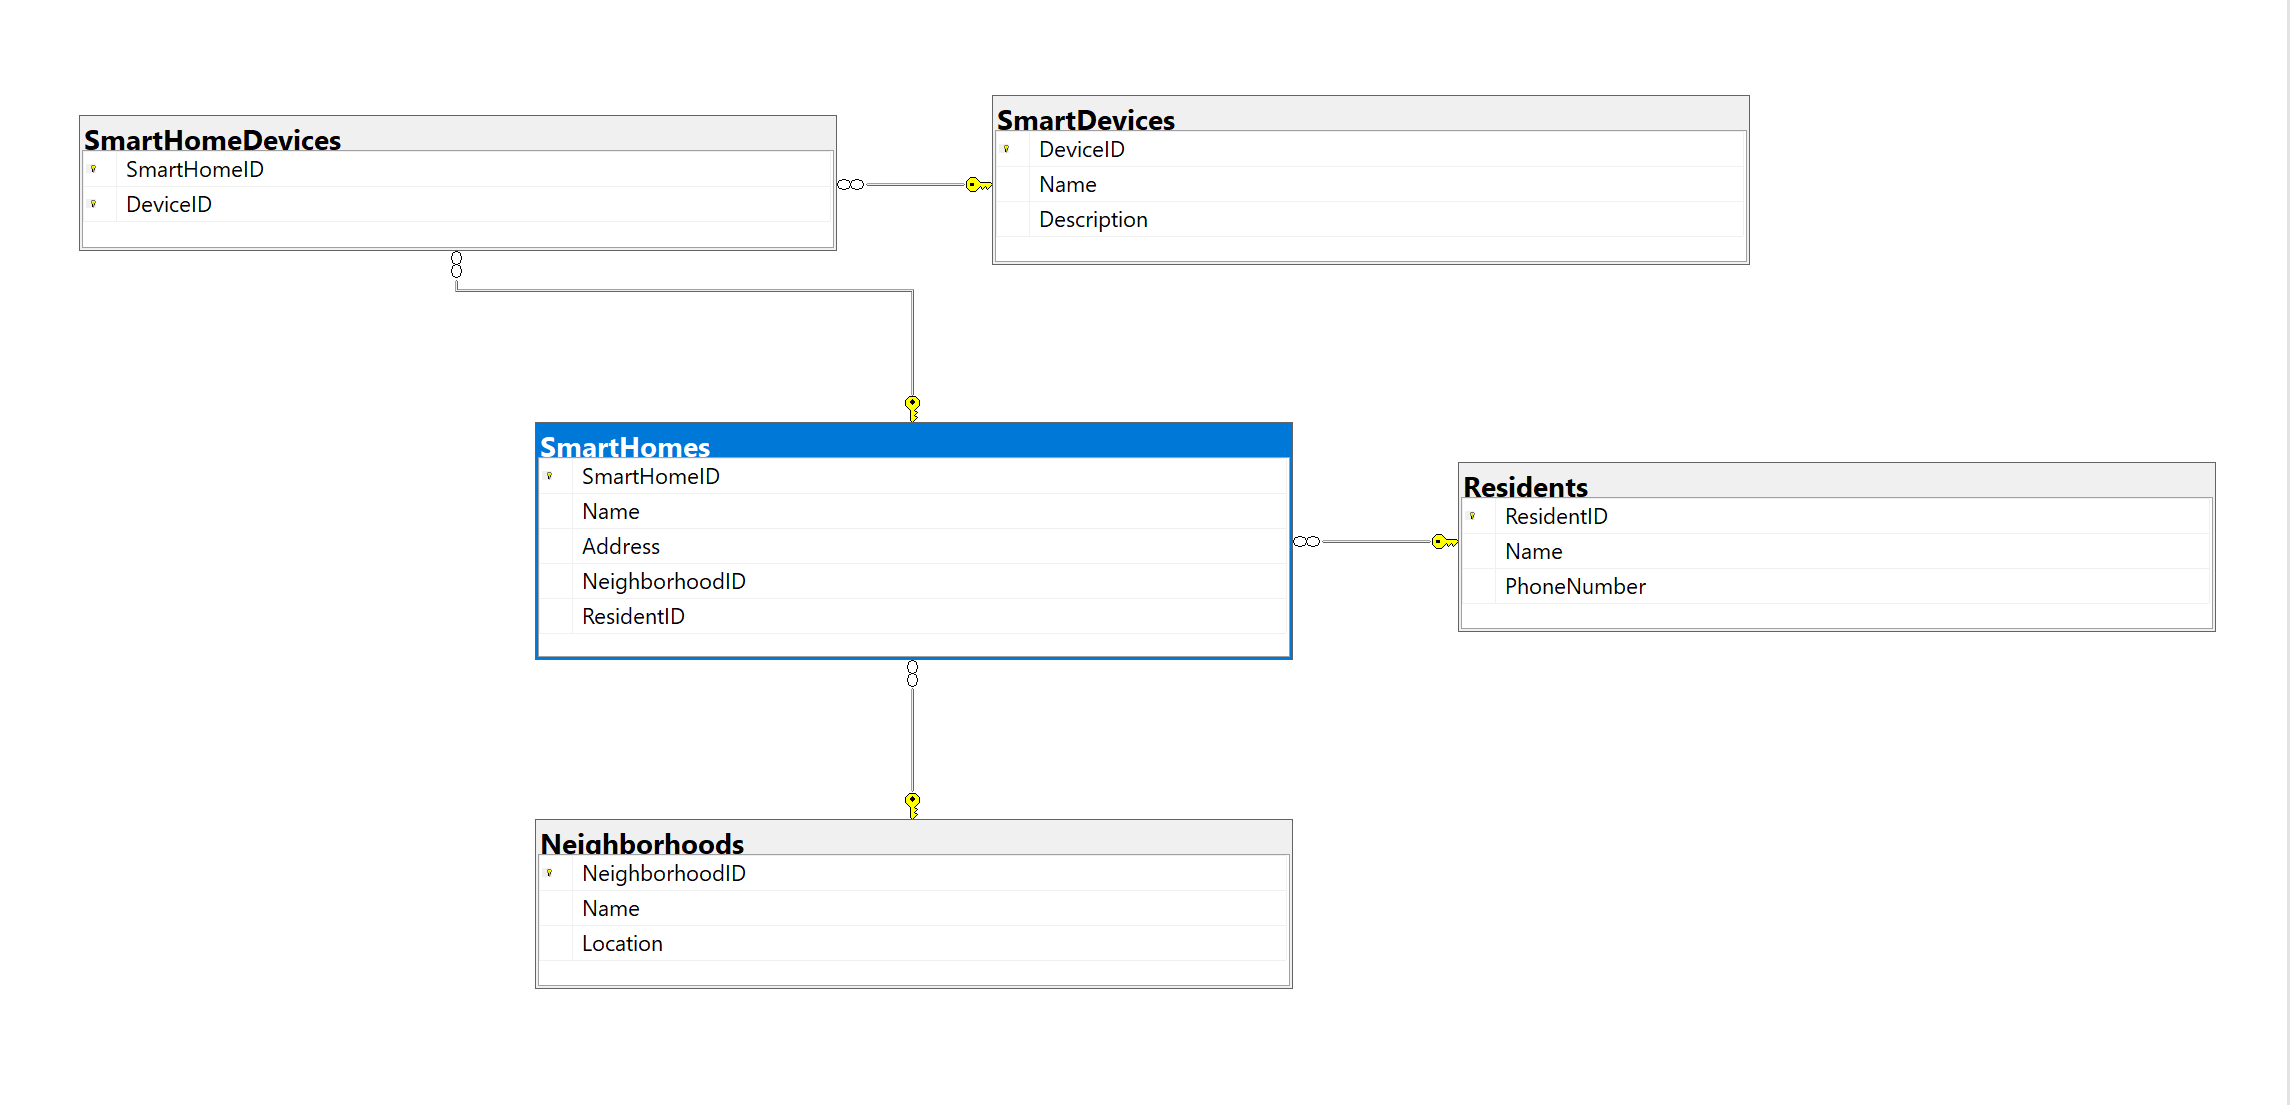 SmartHomeDevices
SmartHomeID
DeviceID
SmartDevices
DeviceID
Name
Description
SmartHomes
SmartHomeID
Name
Address
NeighborhoodID
ResidentID
Residents
ResidentID
Name
PhoneNumber
Neighborhoods
NeighborhoodID
Name
Location